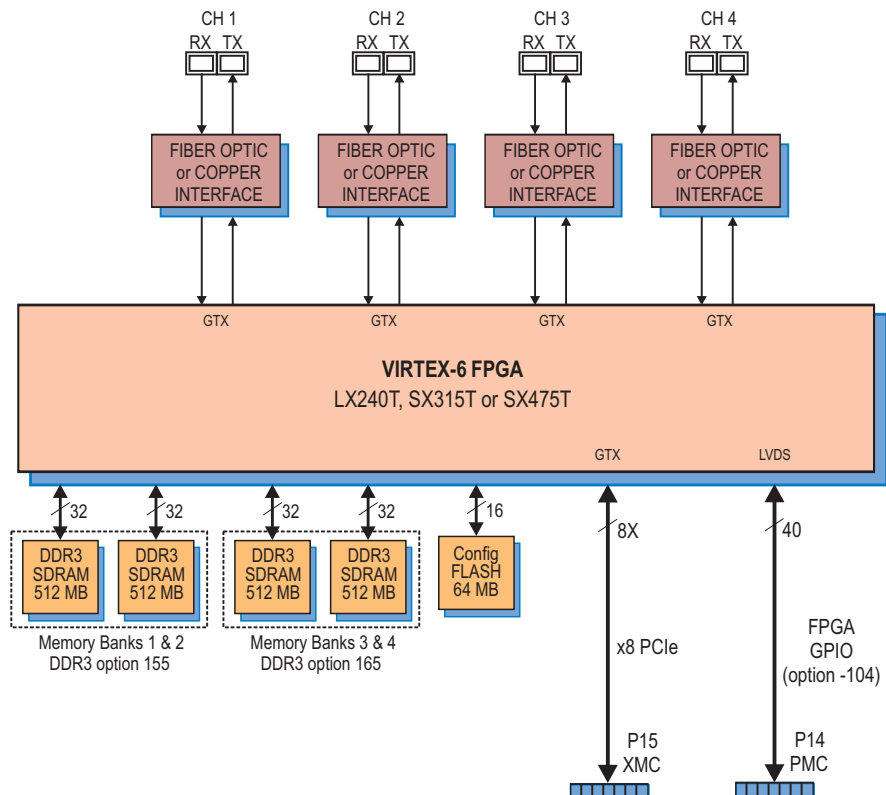 CH 1 CH 2 CH 3 CH 4
RX TX RX TX RX TX RX TX
FIBER OPTIC
or COPPER
INTERFACE
FIBER OPTIC
or COPPER
INTERFACE
FIBER OPTIC
or COPPER
INTERFACE
FIBER OPTIC
or COPPER
INTERFACE
GTX GTX GTX GTX
VIRTEX-6 FPGA
LX240T, SX315T or SX475T
GTX LVDS
32 32 32 32 16 8X 40
DDR3
SDRAM
512 MB
DDR3
SDRAM
512 MB
DDR3
SDRAM
512 MB
DDR3
SDRAM
512 MB
Config
FLASH
64 MB
Memory Banks 1 & 2
DDR3 option 155
Memory Banks 3 & 4
DDR3 option 165
x8 PCIe
FPGA
GPIO
(option -104)
P15
XMC
P14
PMC